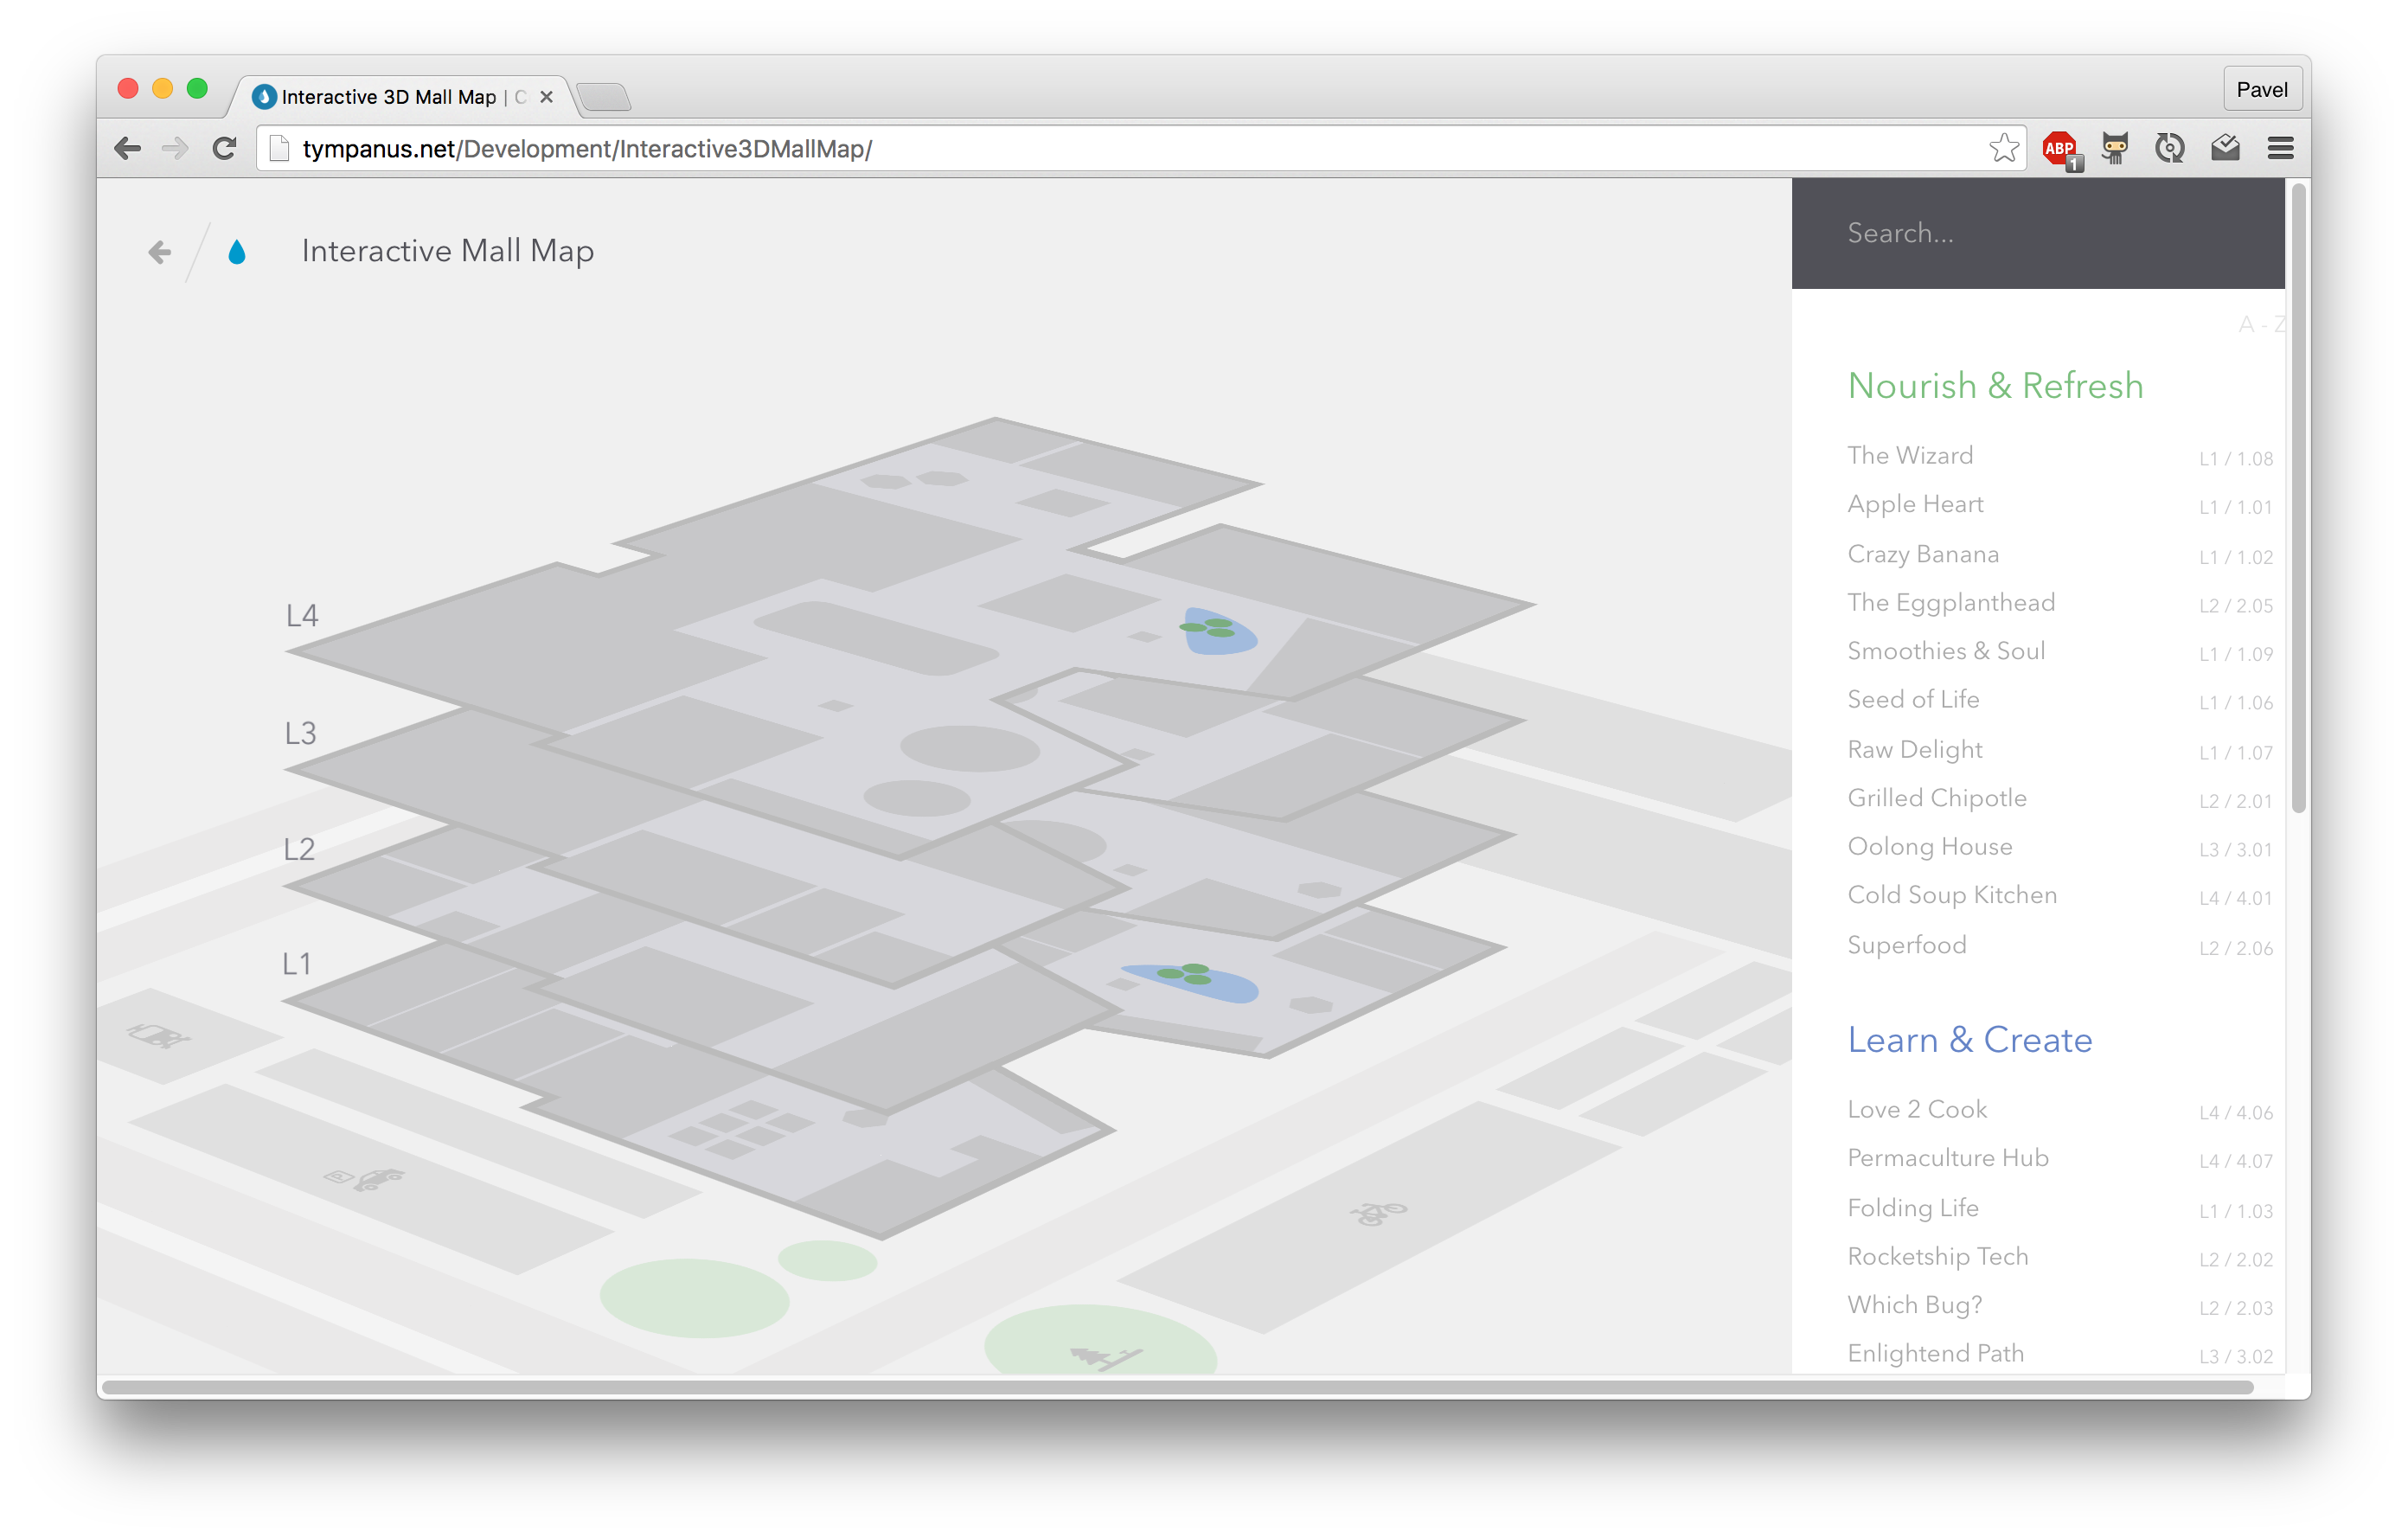 Interactive 3D Mall Map | C
Pavel
tympanus.net/Development/Interactive3DMallMap/
ABP
1
Interactive Mall Map
Search...
A - Z
Nourish & Refresh
The Wizard L1 / 1.08
Apple Heart L1 / 1.01
Crazy Banana L1 / 1.02
The Eggplanthead L2 / 2.05
Smoothies & Soul L1 / 1.09
Seed of Life L1 / 1.06
Raw Delight L1 / 1.07
Grilled Chipotle L2 / 2.01
Oolong House L3 / 3.01
Cold Soup Kitchen L4 / 4.01
Superfood L2 / 2.06
Learn & Create
Love 2 Cook L4 / 4.06
Permaculture Hub L4 / 4.07
Folding Life L1 / 1.03
Rocketship Tech L2 / 2.02
Which Bug? L2 / 2.03
Enlightend Path L3 / 3.02
L4
L3
L2
L1
P